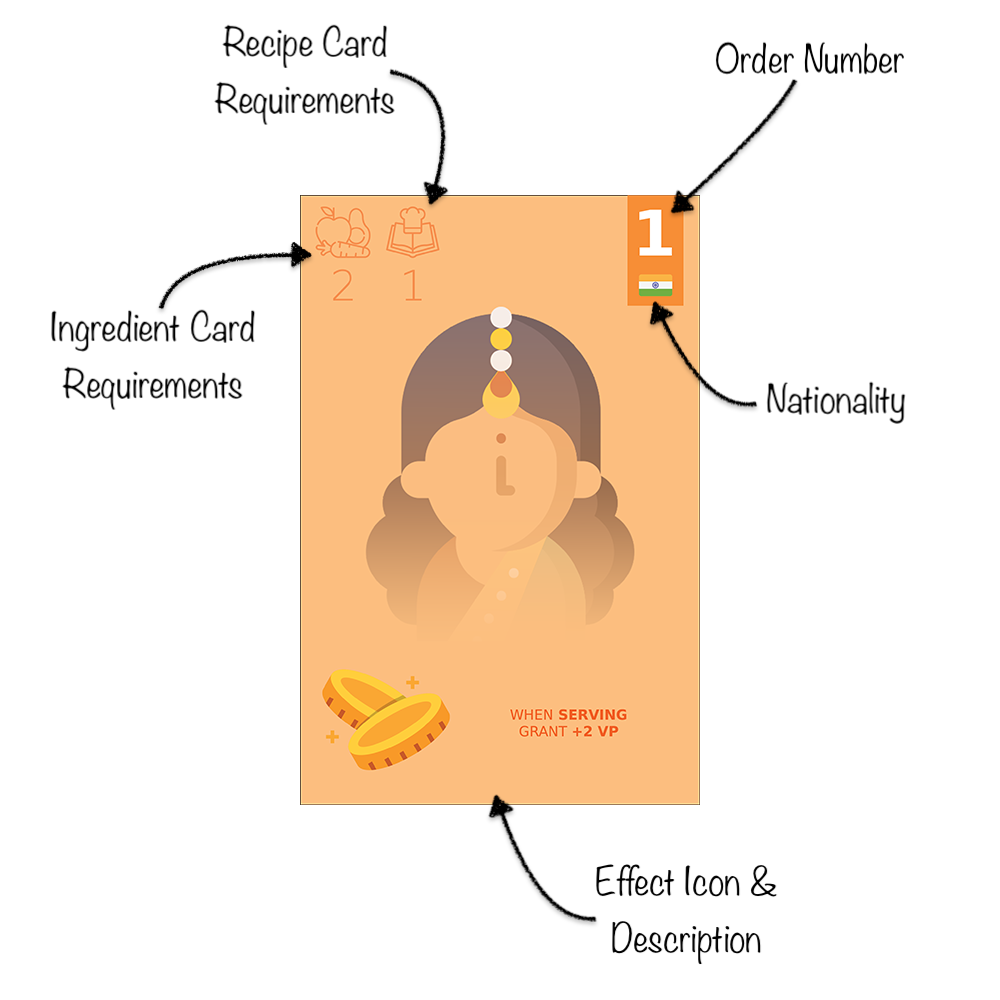 Recipe Card
Requirements
Order Number
1
2 1
Ingredient Card
Requirements
Nationality
WHEN SERVING
GRANT +2 VP
Effect Icon &
Description